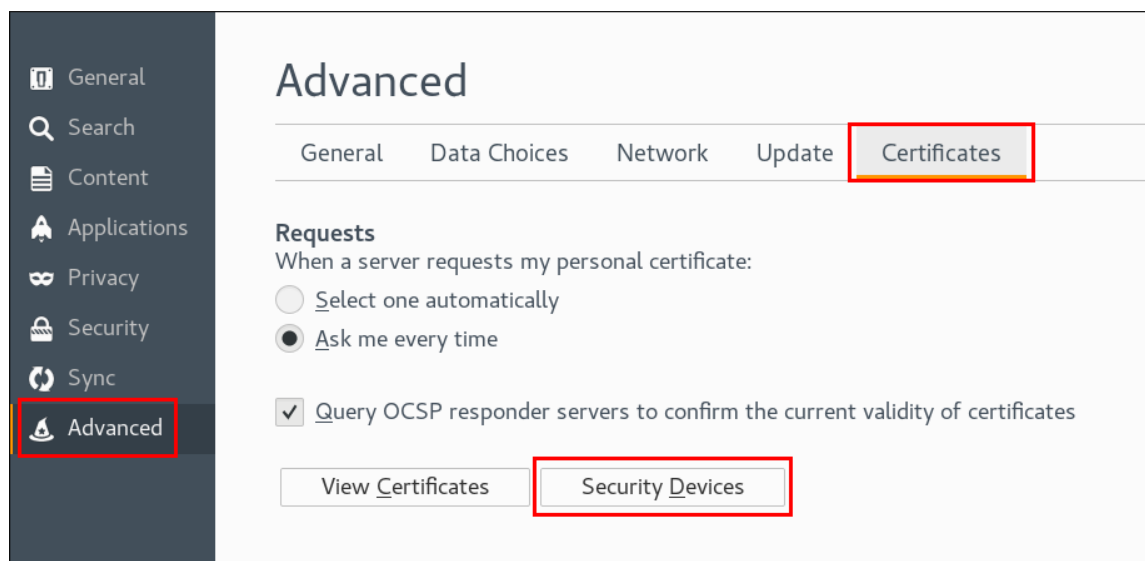 General
Search
Content
Applications
Privacy
Security
Sync
Advanced
Advanced
General Data Choices Network Update Certificates
Requests
When a server requests my personal certificate:
Select one automatically
Ask me every time
Query OCSP responder servers to confirm the current validity of certificates
View Certificates Security Devices